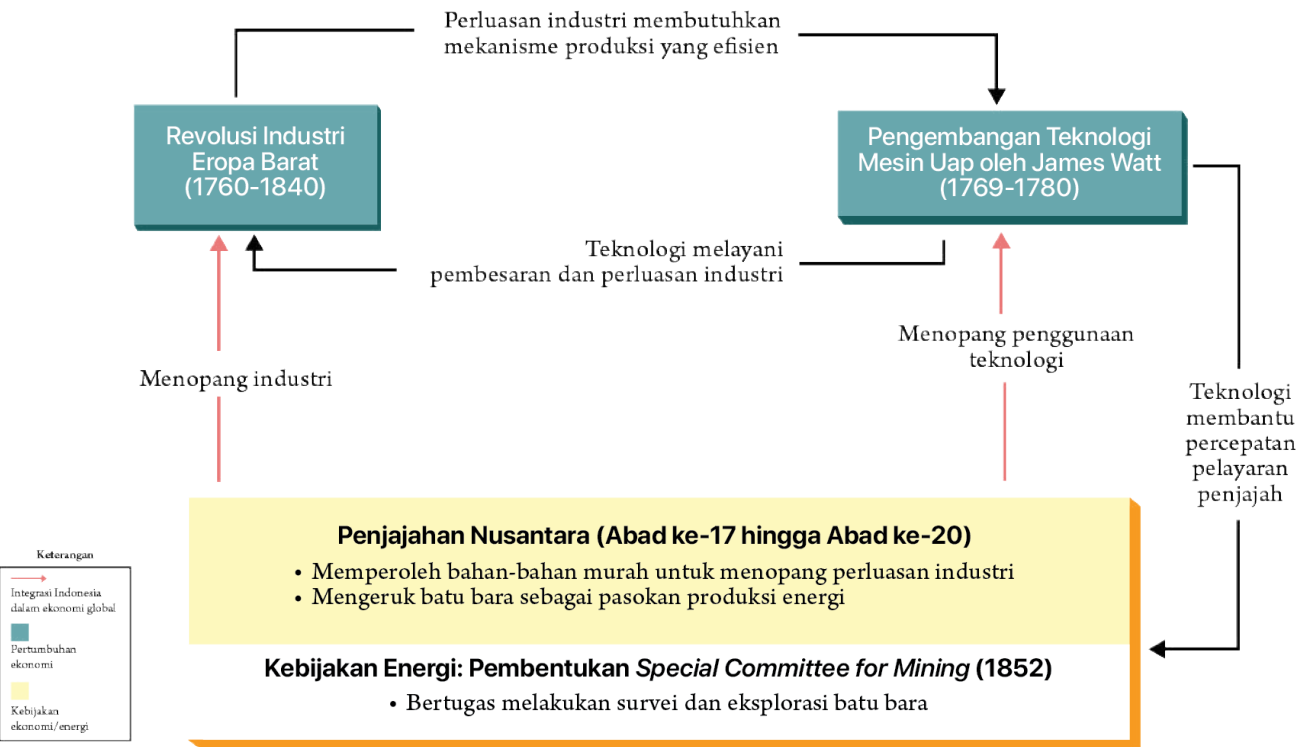 Perluasan industri membutuhkan
mekanisme produksi yang efisien
Revolusi Industri
Eropa Barat
(1760-1840)
Pengembangan Teknologi
Mesin Uap oleh James Watt
(1769-1780)
Teknologi melayani
pembesaran dan perluasan industri
Menopang industri
Menopang penggunaan
teknologi
Teknologi
membantu
percepatan
pelayaran
penjajah
Penjajahan Nusantara (Abad ke-17 hingga Abad ke-20)
• Memperoleh bahan-bahan murah untuk menopang perluasan industri
• Mengeruk batu bara sebagai pasokan produksi energi
Kebijakan Energi: Pembentukan Special Committee for Mining (1852)
• Bertugas melakukan survei dan eksplorasi batu bara
Keterangan
Integrasi Indonesia
dalam ekonomi global
Pertumbuhan
ekonomi
Kebijakan
ekonomi/energi